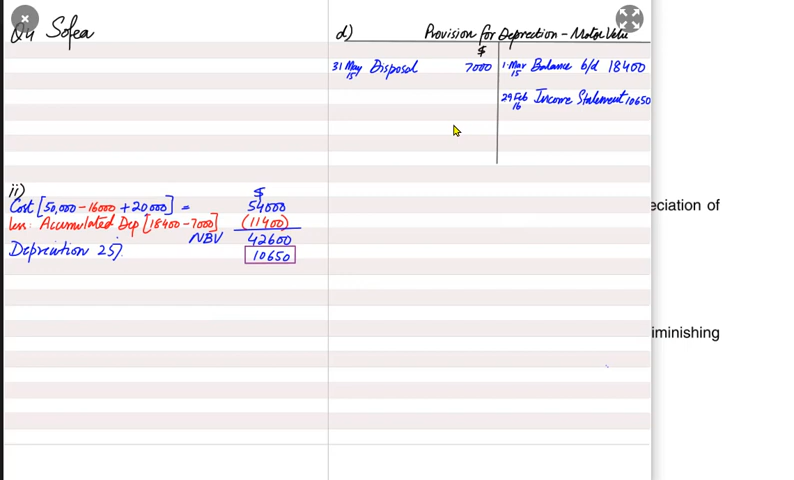 Q4 Sofea
ii)
$
Cost [50,000 - 16000 + 20000] = 54000
less: Accumulated Dep [18400 - 7000] (11400)
NBV 42600
Depreciation 25% 10650
d) Provision for Depreciation - Motor Vehi
$
31 May 15 Disposal 7000 1 Mar 15 Balance b/d 18400
29 Feb 16 Income Statement 10650
eciation of
iminishing